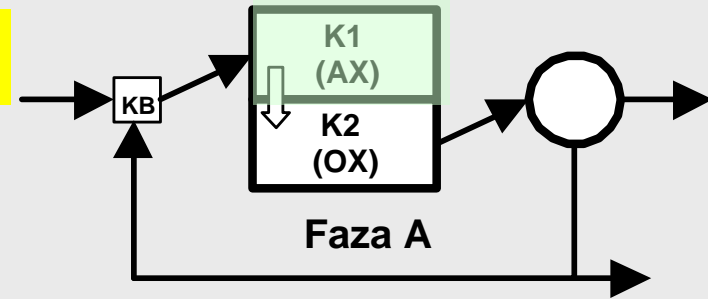 K1
(AX)
KB
K2
(OX)
Faza A